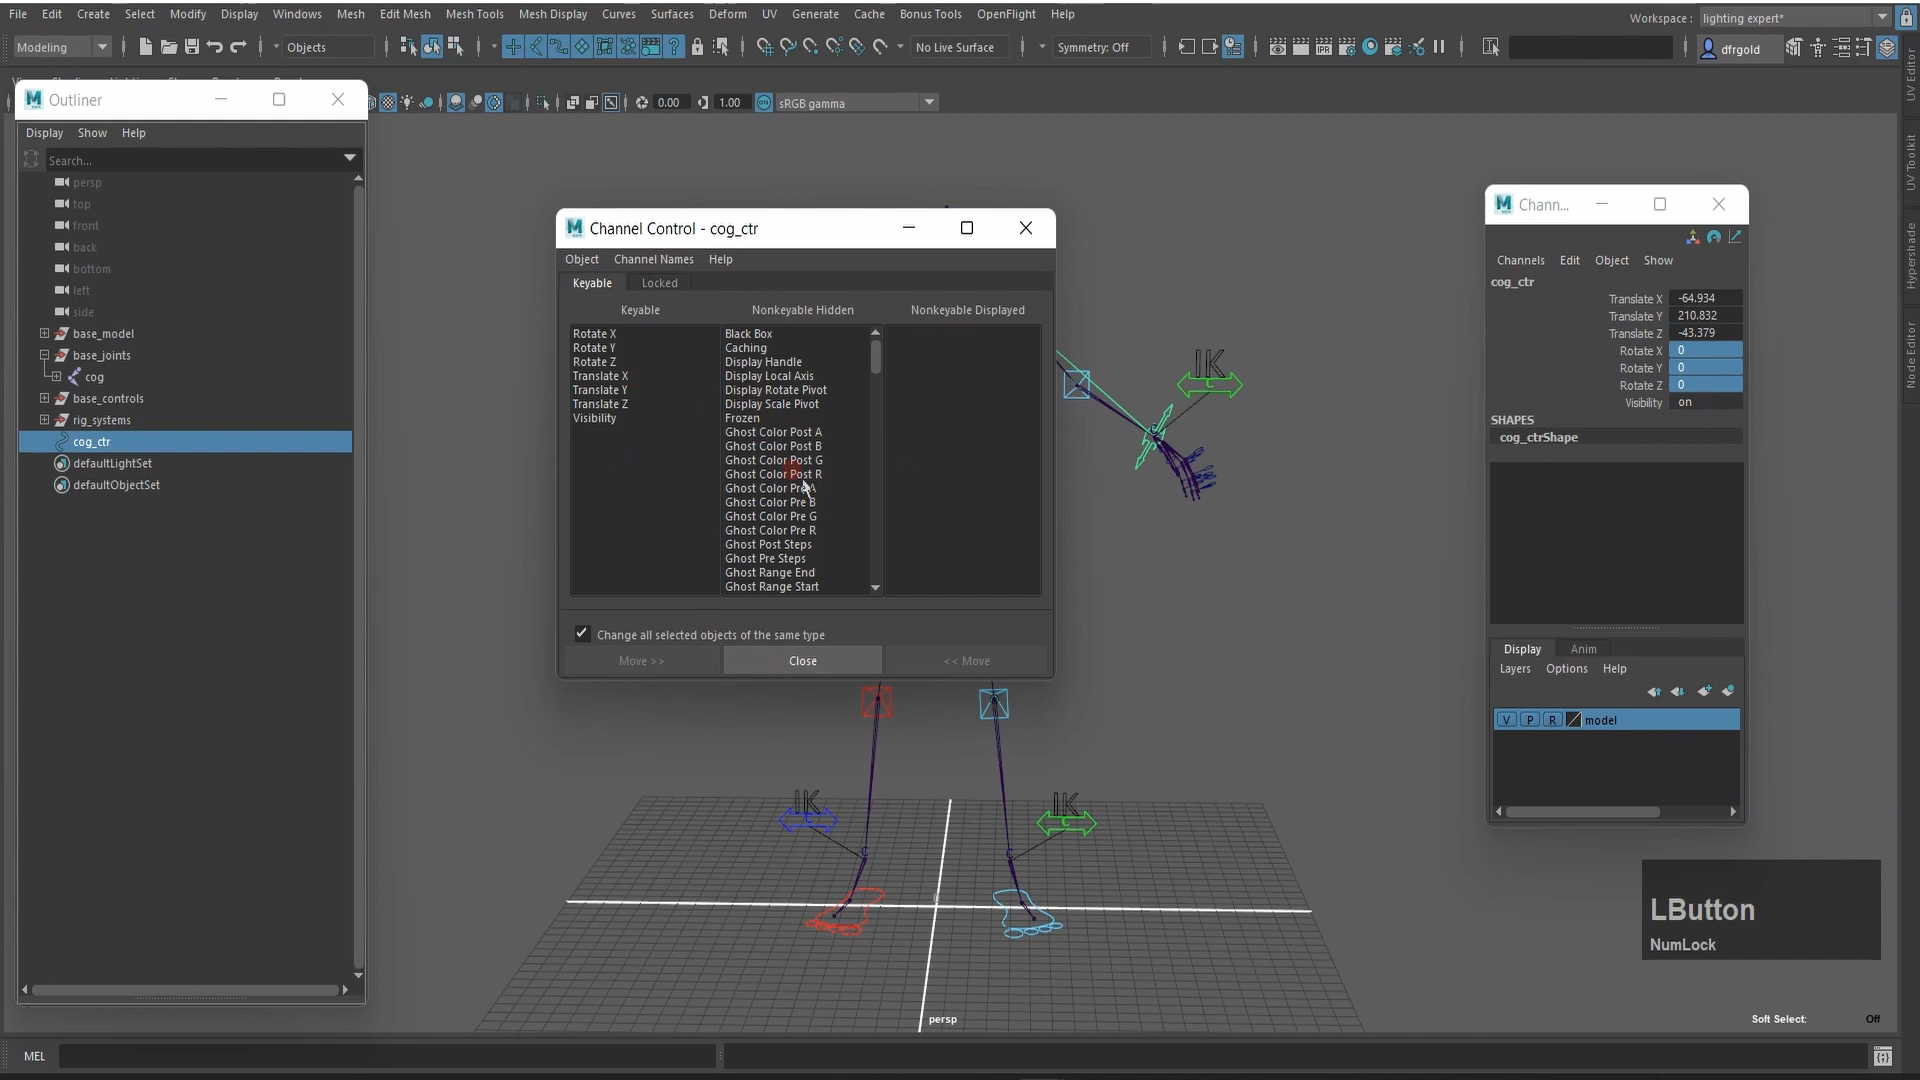 File Edit Create Select Modify Display Windows Mesh Edit Mesh Mesh Tools Mesh Display Curves Surfaces Deform UV Generate Cache Bonus Tools OpenFlight Help
Workspace : lighting expert*
Modeling Objects No Live Surface Symmetry: Off dfrgold
0.00 1.00 ON sRGB gamma
Outliner
Display Show Help
Search...
persp
top
front
back
bottom
left
side
base_model
base_joints
cog
base_controls
rig_systems
cog_ctr
defaultLightSet
defaultObjectSet
Channel Control - cog_ctr
Object Channel Names Help
Keyable Locked
Keyable Nonkeyable Hidden Nonkeyable Displayed
Rotate X
Rotate Y
Rotate Z
Translate X
Translate Y
Translate Z
Visibility
Black Box
Caching
Display Handle
Display Local Axis
Display Rotate Pivot
Display Scale Pivot
Frozen
Ghost Color Post A
Ghost Color Post B
Ghost Color Post G
Ghost Color Post R
Ghost Color Pre A
Ghost Color Pre B
Ghost Color Pre G
Ghost Color Pre R
Ghost Post Steps
Ghost Pre Steps
Ghost Range End
Ghost Range Start
Change all selected objects of the same type
Move >> Close << Move
IK
IK
IK
persp
Chann...
Channels Edit Object Show
cog_ctr
Translate X -64.934
Translate Y 210.832
Translate Z -43.379
Rotate X 0
Rotate Y 0
Rotate Z 0
Visibility on
SHAPES
cog_ctrShape
Display Anim
Layers Options Help
V P R model
LButton
NumLock
Soft Select: Off
MEL
UV Editor
UV Toolkit
Hypershade
Node Editor